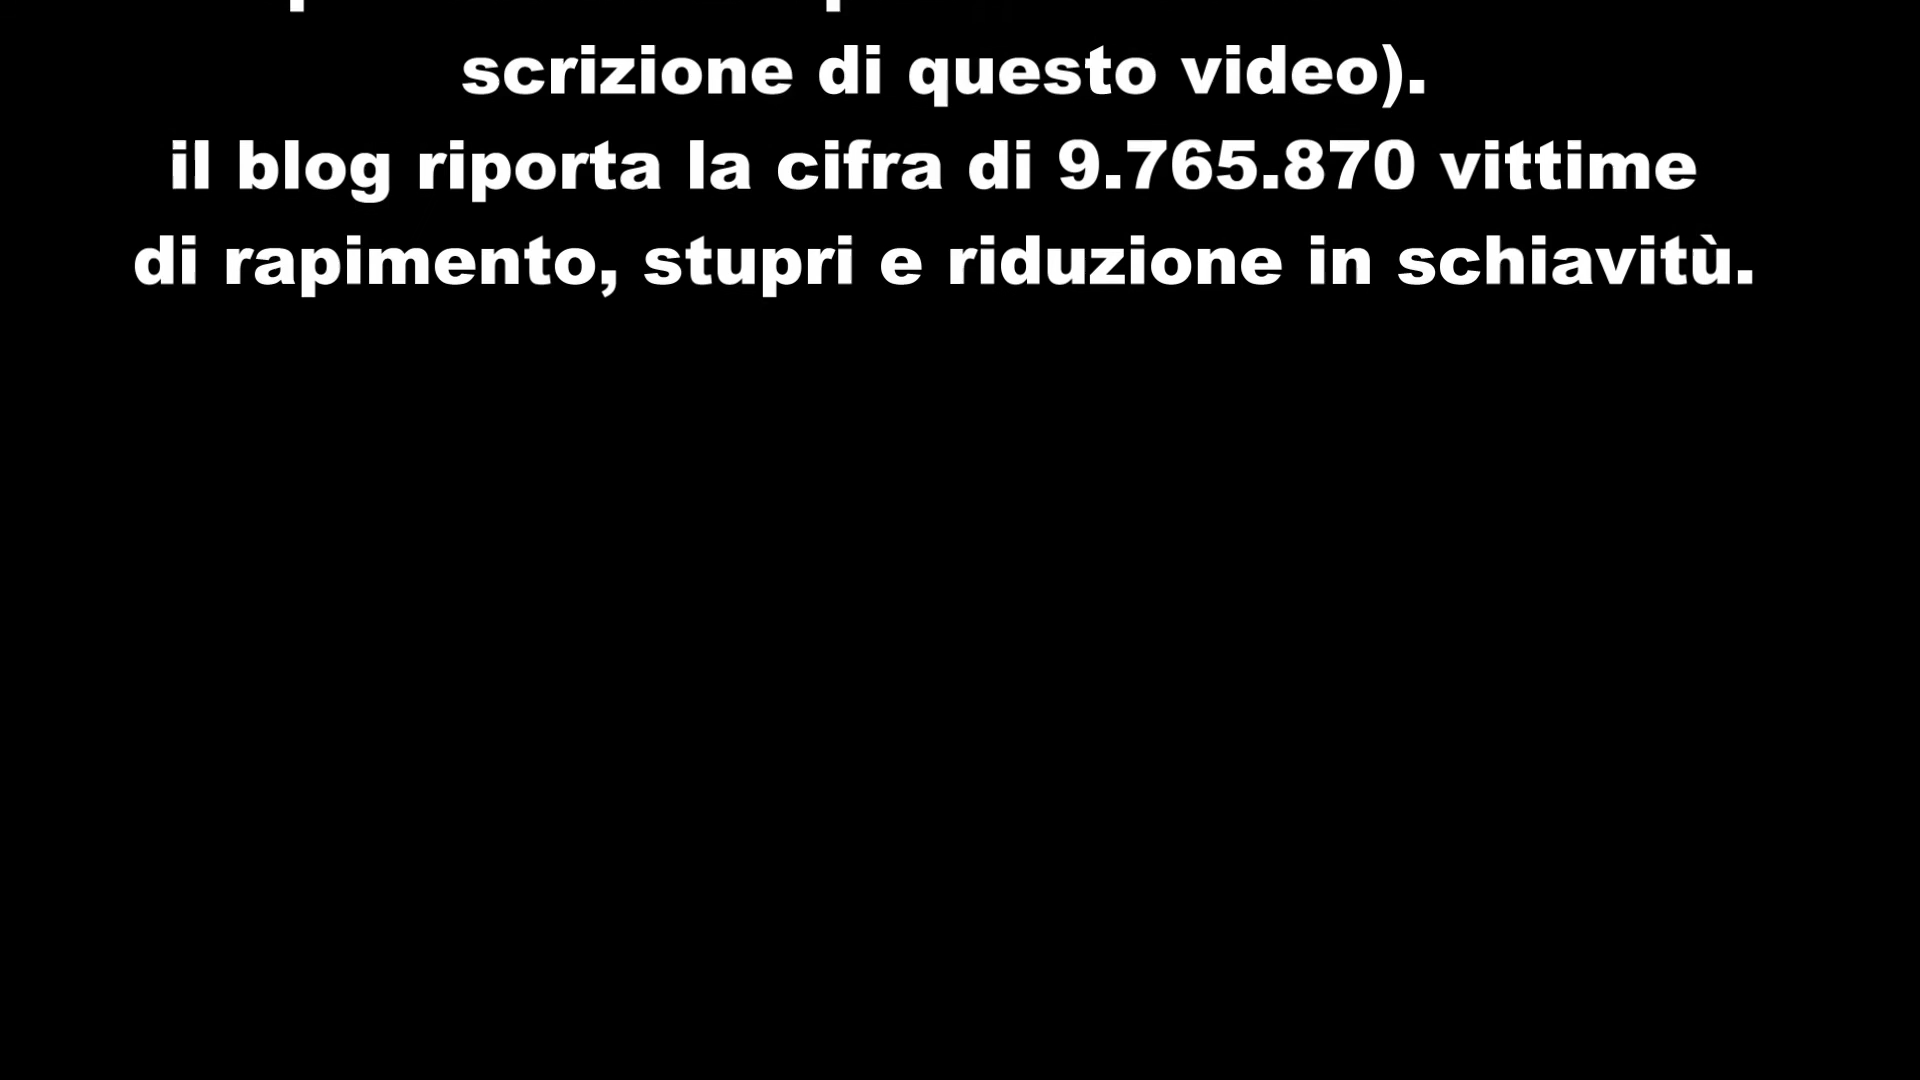 scrizione di questo video).
il blog riporta la cifra di 9.765.870 vittime
di rapimento, stupri e riduzione in schiavitù.